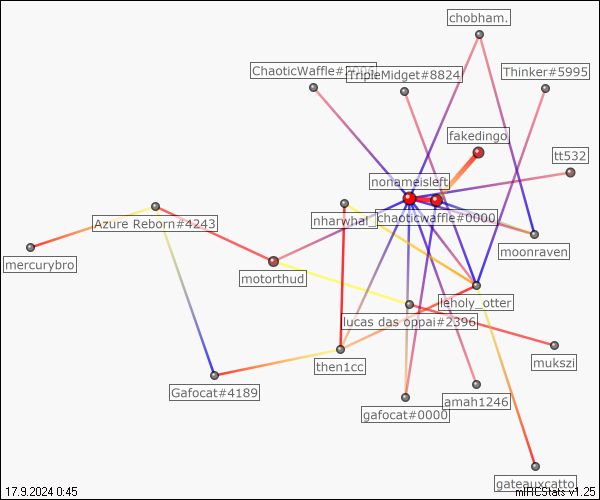 chobham.
ChaoticWaffle#
TripleMidget#8824
Thinker#5995
fakedingo
tt532
nonameisleft
nharwhal_
chaoticwaffle#0000
Azure Reborn#4243
moonraven
mercurybro
motorthud
leholy_otter
lucas das oppai#2396
then1cc
mukszi
Gafocat#4189
amah1246
gafocat#0000
gateauxcatto
17.9.2024 0:45
mIRCStats v1.25